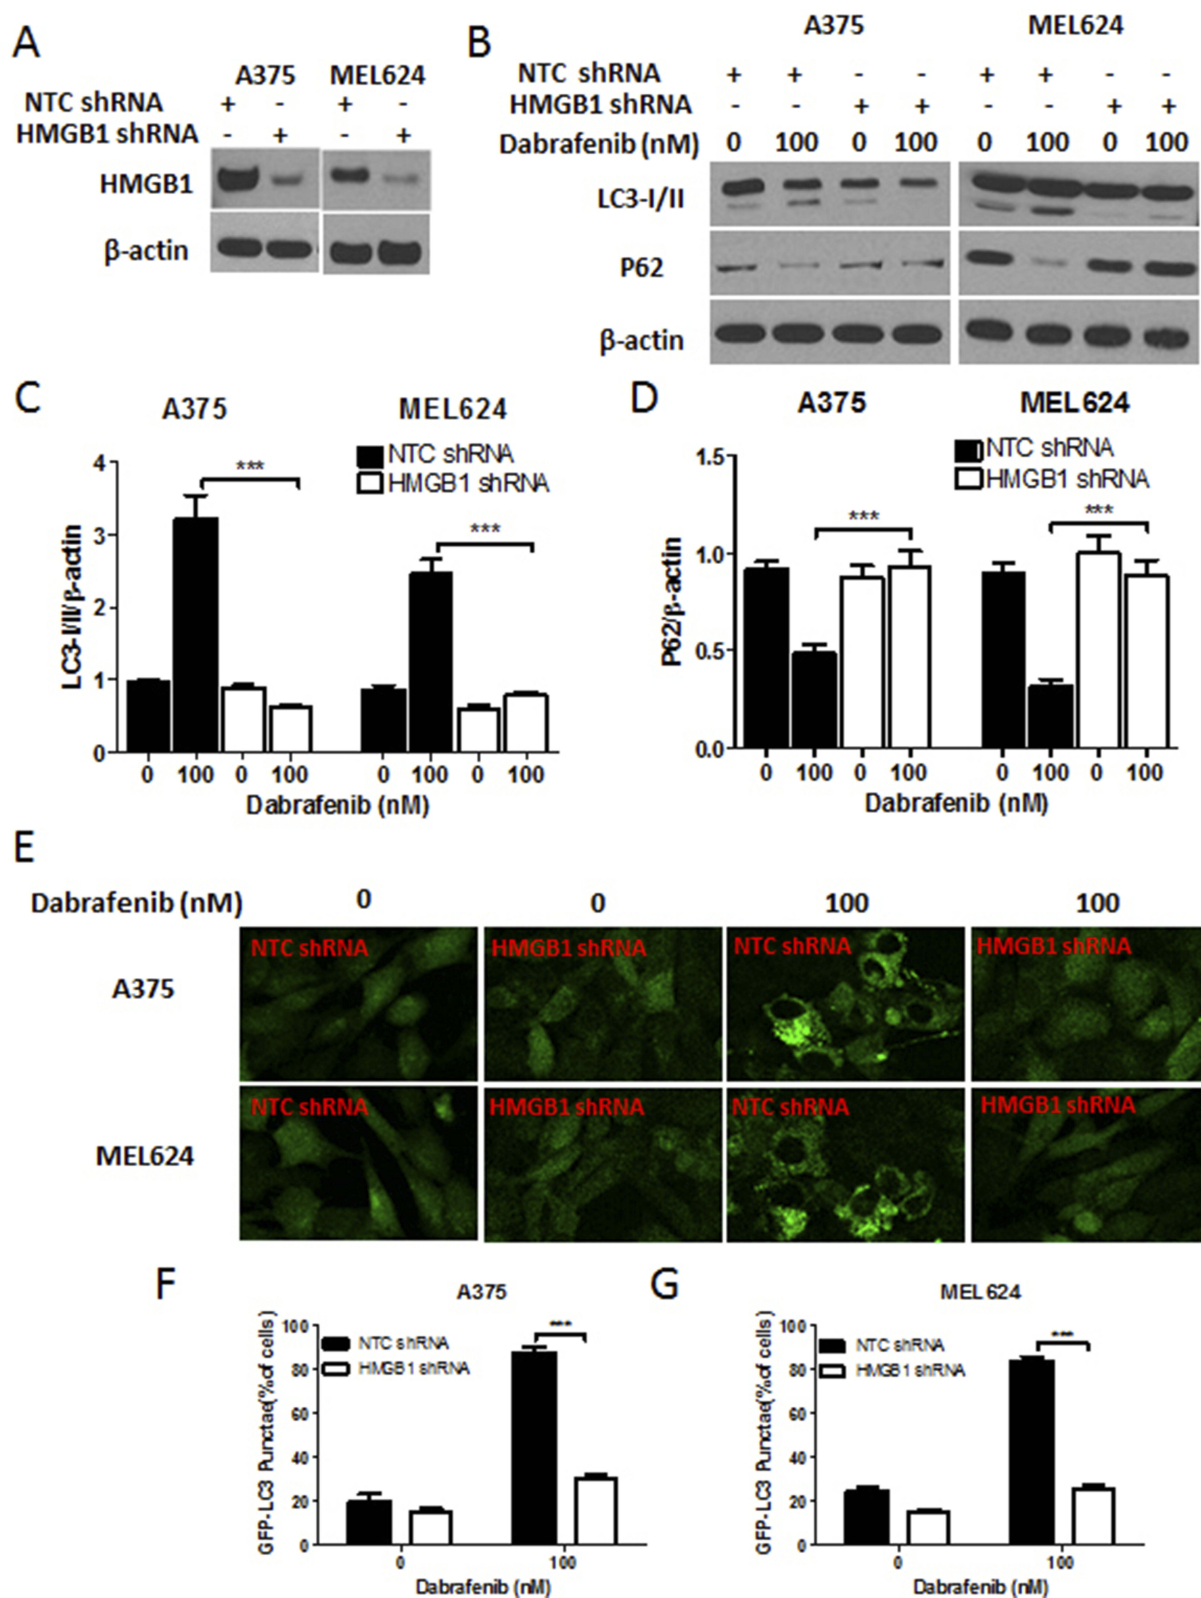 A
A375 MEL624
NTC shRNA + - + -
HMGB1 shRNA - + - +
HMGB1
β-actin
B
A375 MEL624
NTC shRNA + + - - + + - -
HMGB1 shRNA - - + + - - + +
Dabrafenib (nM) 0 100 0 100 0 100 0 100
LC3-I/II
P62
β-actin
C
A375 MEL624
NTC shRNA
HMGB1 shRNA
LC3-I/II/β-actin
4
3
2
1
0
***
***
0 100 0 100 0 100 0 100
Dabrafenib (nM)
D
A375 MEL624
NTC shRNA
HMGB1 shRNA
P62/β-actin
1.5
1.0
0.5
0.0
***
***
0 100 0 100 0 100 0 100
Dabrafenib (nM)
E
Dabrafenib (nM) 0 0 100 100
A375
NTC shRNA HMGB1 shRNA NTC shRNA HMGB1 shRNA
MEL624
NTC shRNA HMGB1 shRNA NTC shRNA HMGB1 shRNA
F
A375
NTC shRNA
HMGB1 shRNA
GFP-LC3 Punctae(% of cells)
100
80
60
40
20
0
***
0 100
Dabrafenib (nM)
G
MEL624
NTC shRNA
HMGB1 shRNA
GFP-LC3 Punctae(% of cells)
100
80
60
40
20
0
***
0 100
Dabrafenib (nM)